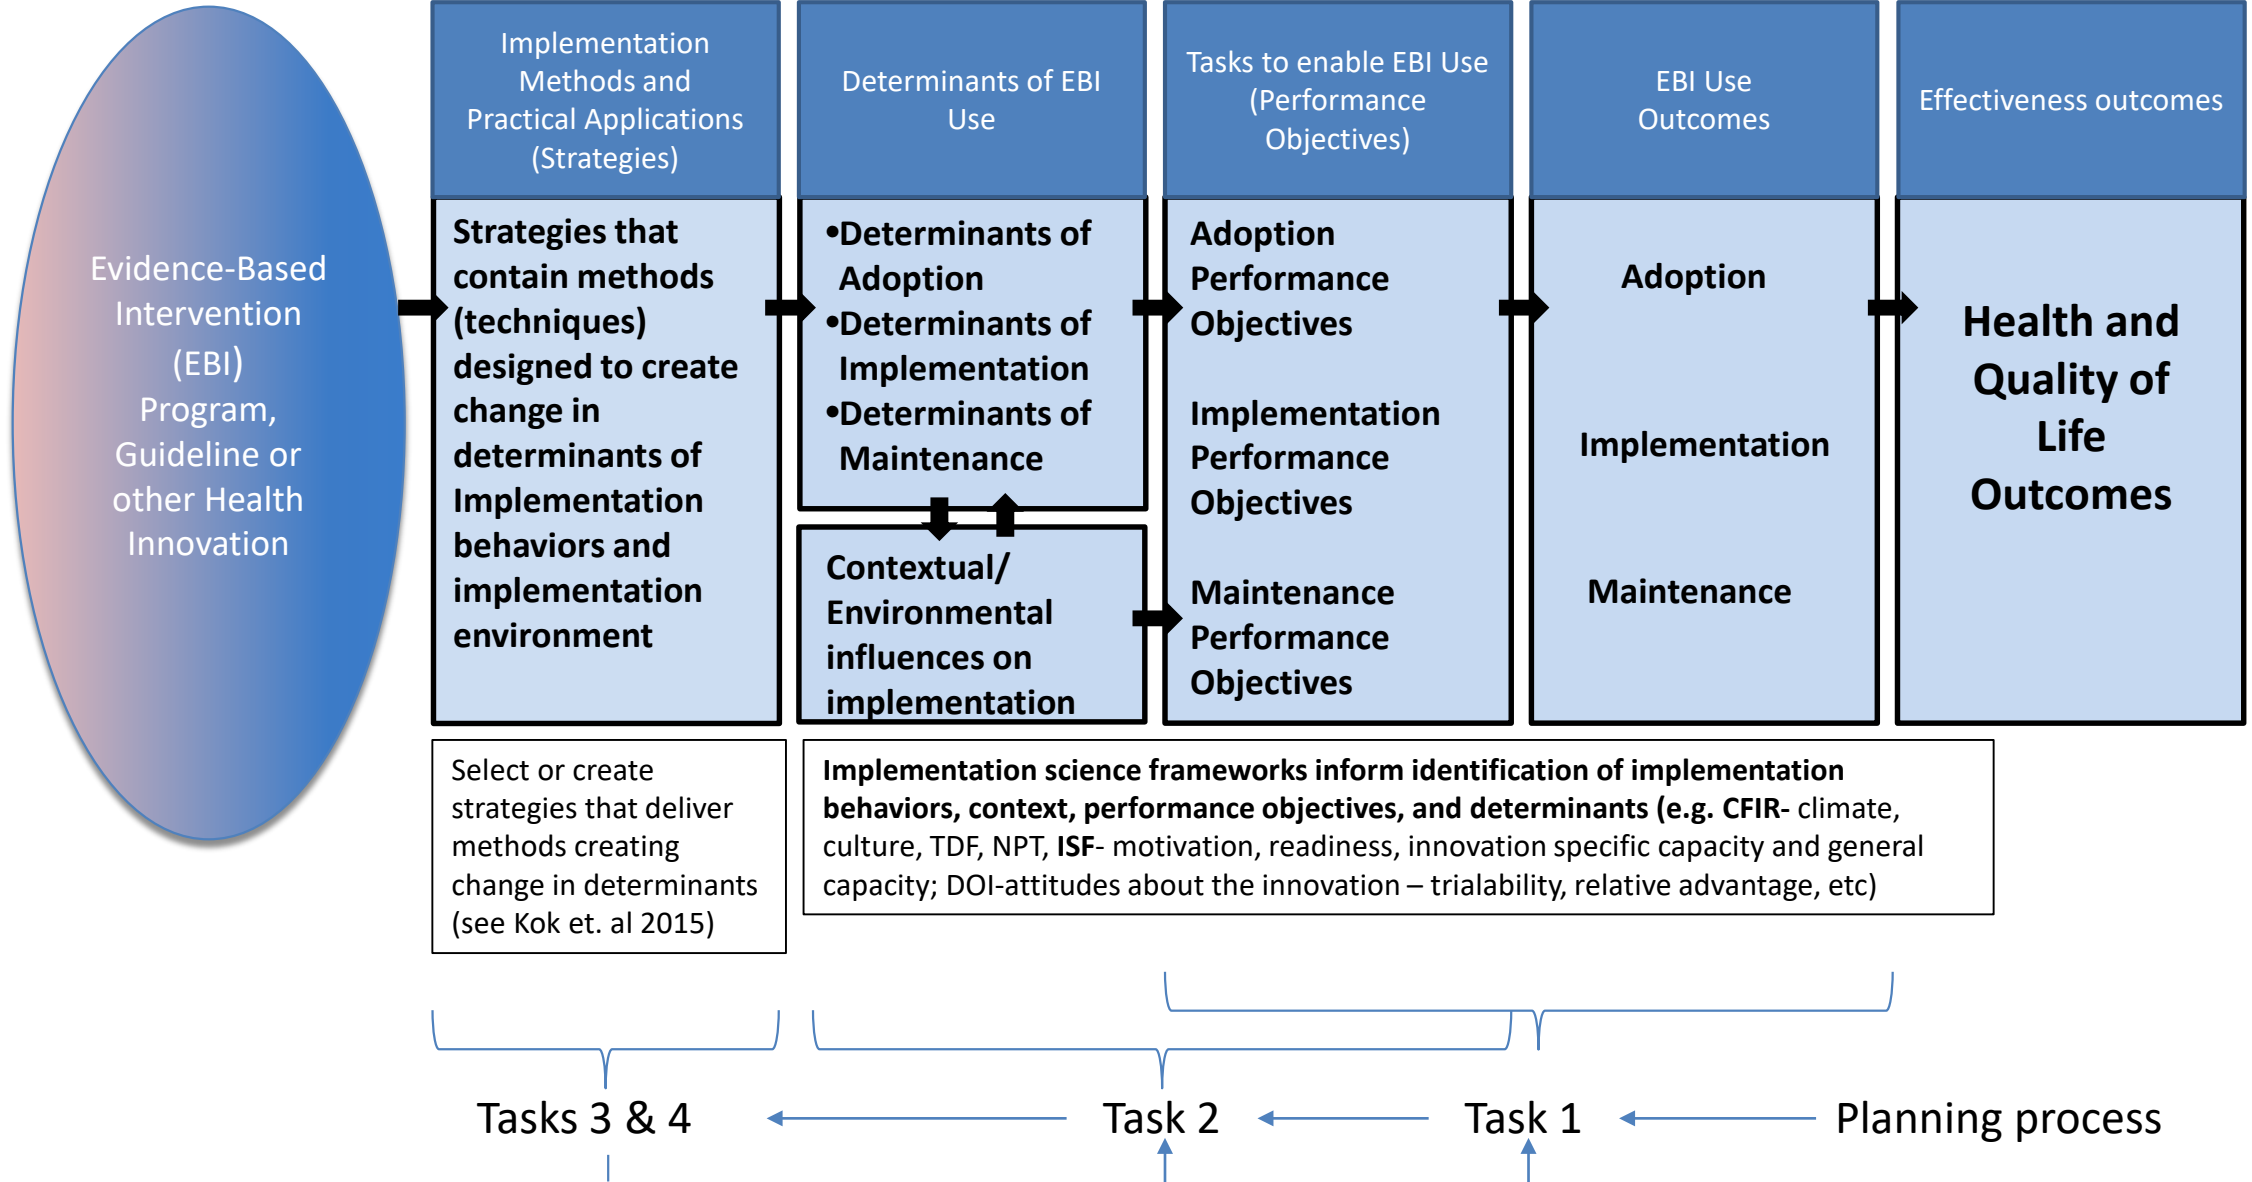 Evidence-Based
Intervention
(EBI)
Program,
Guideline or
other Health
Innovation
Implementation
Methods and
Practical Applications
(Strategies)
Strategies that
contain methods
(techniques)
designed to create
change in
determinants of
Implementation
behaviors and
implementation
environment
Determinants of EBI
Use
•Determinants of
Adoption
•Determinants of
Implementation
•Determinants of
Maintenance
Contextual/
Environmental
influences on
implementation
Tasks to enable EBI Use
(Performance
Objectives)
Adoption
Performance
Objectives
Implementation
Performance
Objectives
Maintenance
Performance
Objectives
EBI Use
Outcomes
Adoption
Implementation
Maintenance
Effectiveness outcomes
Health and
Quality of
Life
Outcomes
Select or create
strategies that deliver
methods creating
change in determinants
(see Kok et. al 2015)
Implementation science frameworks inform identification of implementation
behaviors, context, performance objectives, and determinants (e.g. CFIR- climate,
culture, TDF, NPT, ISF- motivation, readiness, innovation specific capacity and general
capacity; DOI-attitudes about the innovation – trialability, relative advantage, etc)
Tasks 3 & 4
Task 2
Task 1
Planning process